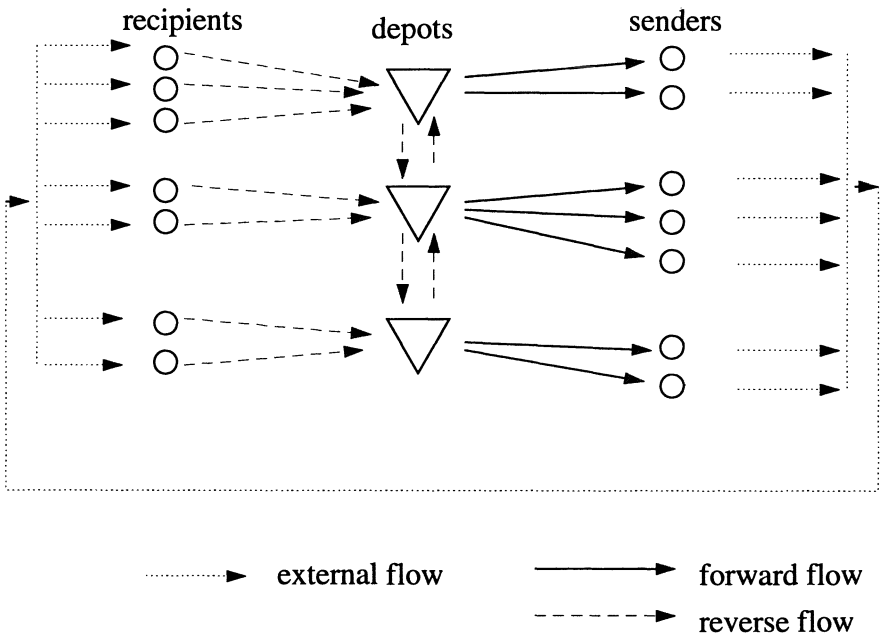 recipients
depots
senders
external flow
forward flow
reverse flow